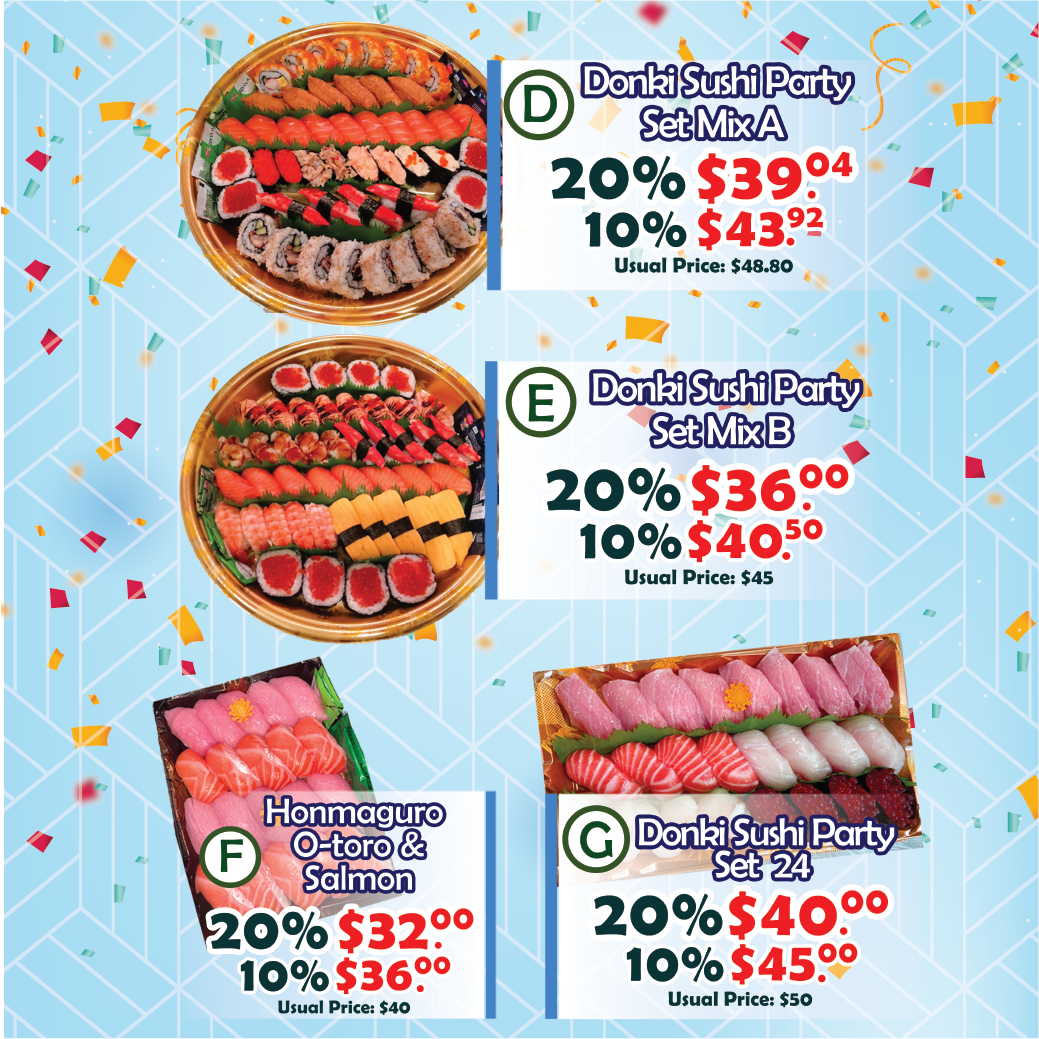 D
Donki Sushi Party
Set Mix A
20% $39.04
10% $43.92
Usual Price: $48.80
E
Donki Sushi Party
Set Mix B
20% $36.00
10% $40.50
Usual Price: $45
F
Honmaguro
O-toro &
Salmon
20% $32.00
10% $36.00
Usual Price: $40
G
Donki Sushi Party
Set 24
20% $40.00
10% $45.00
Usual Price: $50